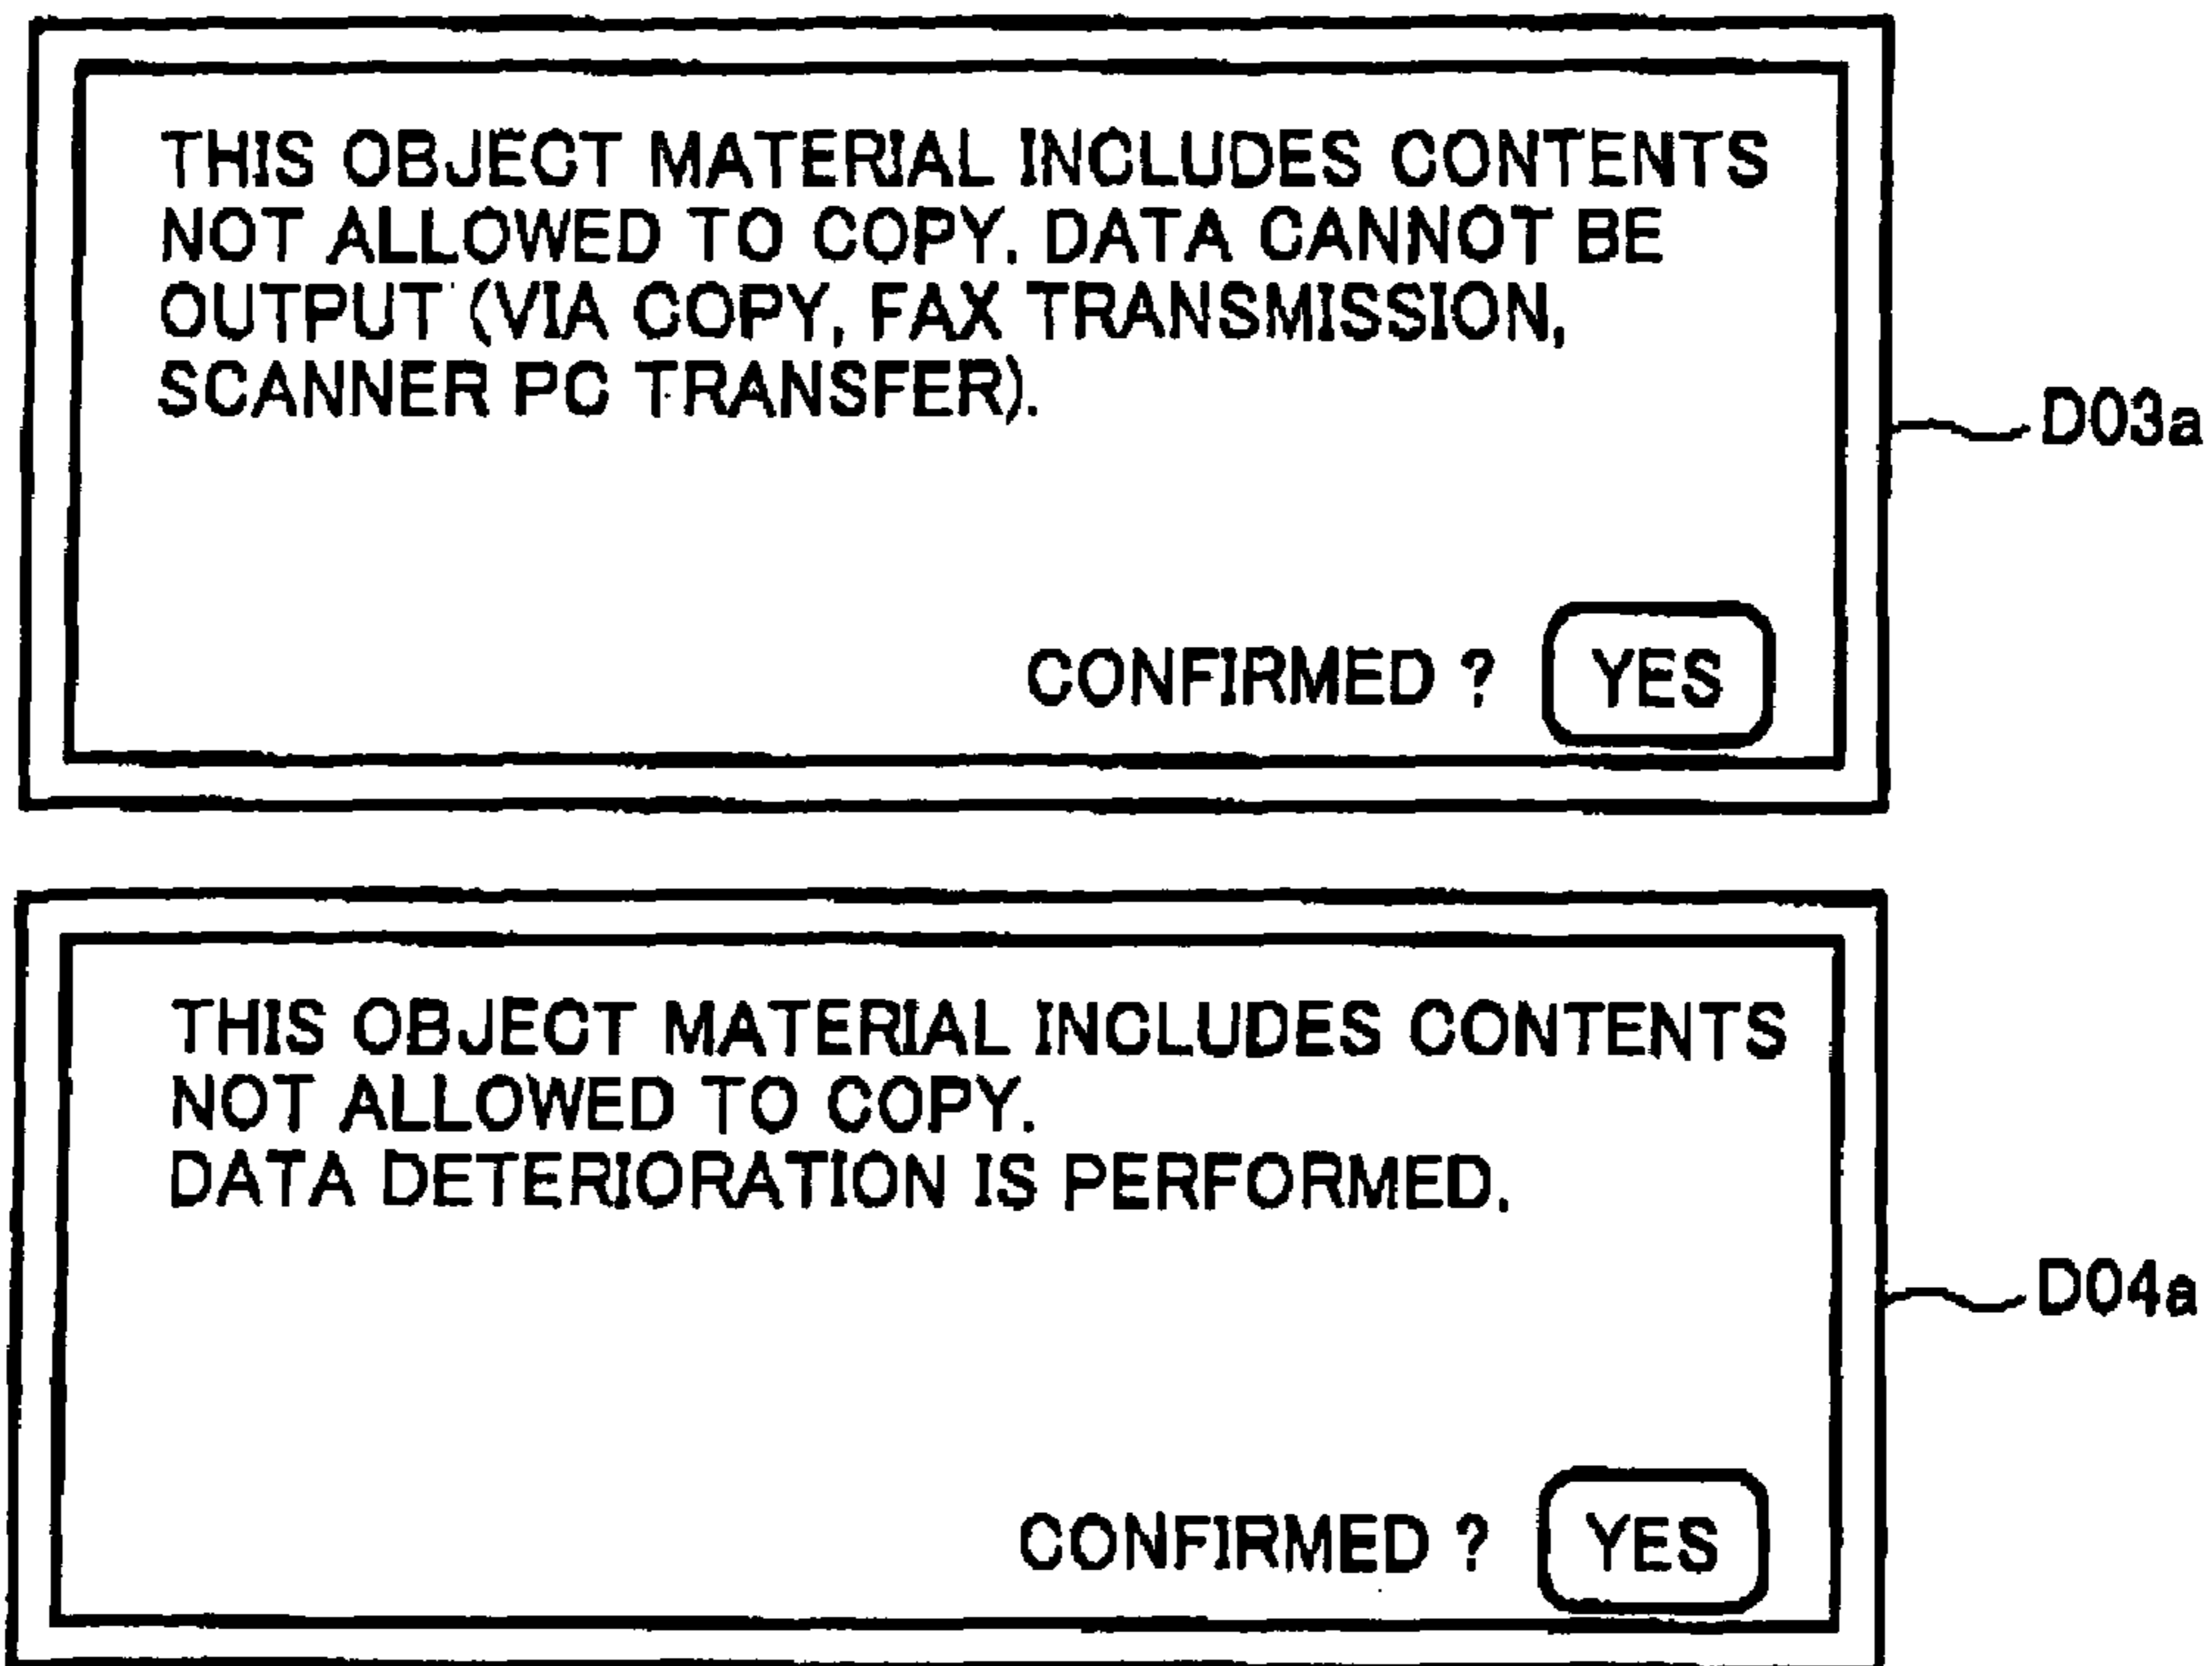 THIS OBJECT MATERIAL INCLUDES CONTENTS
NOT ALLOWED TO COPY. DATA CANNOT BE
OUTPUT (VIA COPY, FAX TRANSMISSION,
SCANNER PC TRANSFER).
D03a
CONFIRMED ? YES
THIS OBJECT MATERIAL INCLUDES CONTENTS
NOT ALLOWED TO COPY.
DATA DETERIORATION IS PERFORMED.
D04a
CONFIRMED ? YES